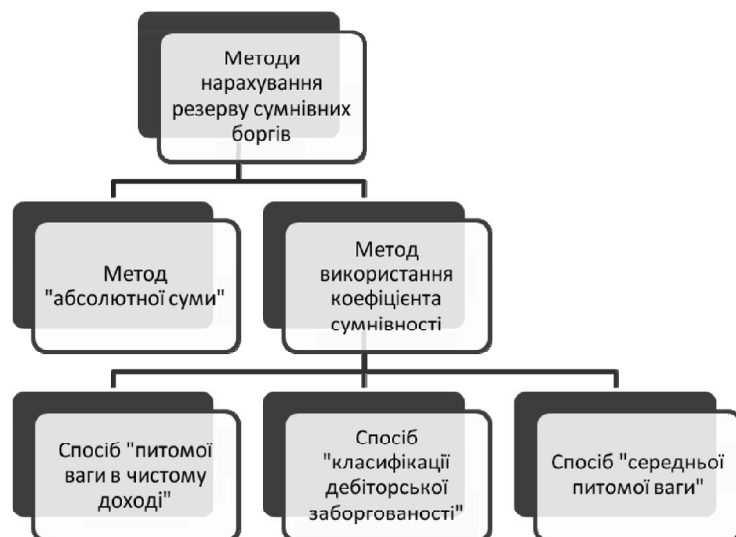 Методи
нарахування
резерву сумнівних
боргів
Метод
"абсолютної суми"
Метод
використання
коефіцієнта
сумнівності
Спосіб "питомої
ваги в чистому
доході"
Спосіб
"класифікації
дебіторської
заборгованості"
Спосіб "середньої
питомої ваги"